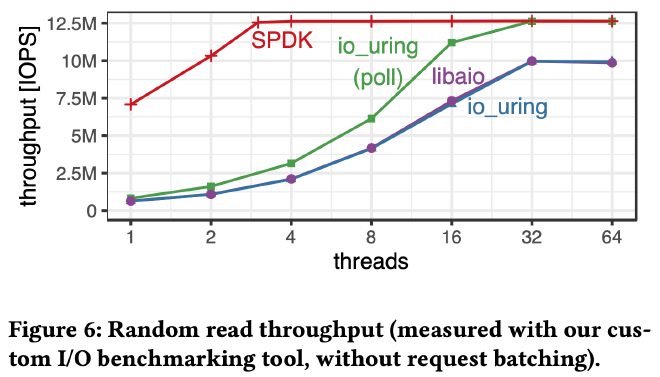 12.5M
10M
7.5M
5M
2.5M
0
throughput [IOPS]
SPDK
io_uring
(poll)
libaio
io_uring
1 2 4 8 16 32 64
threads
Figure 6: Random read throughput (measured with our cus-
tom I/O benchmarking tool, without request batching).